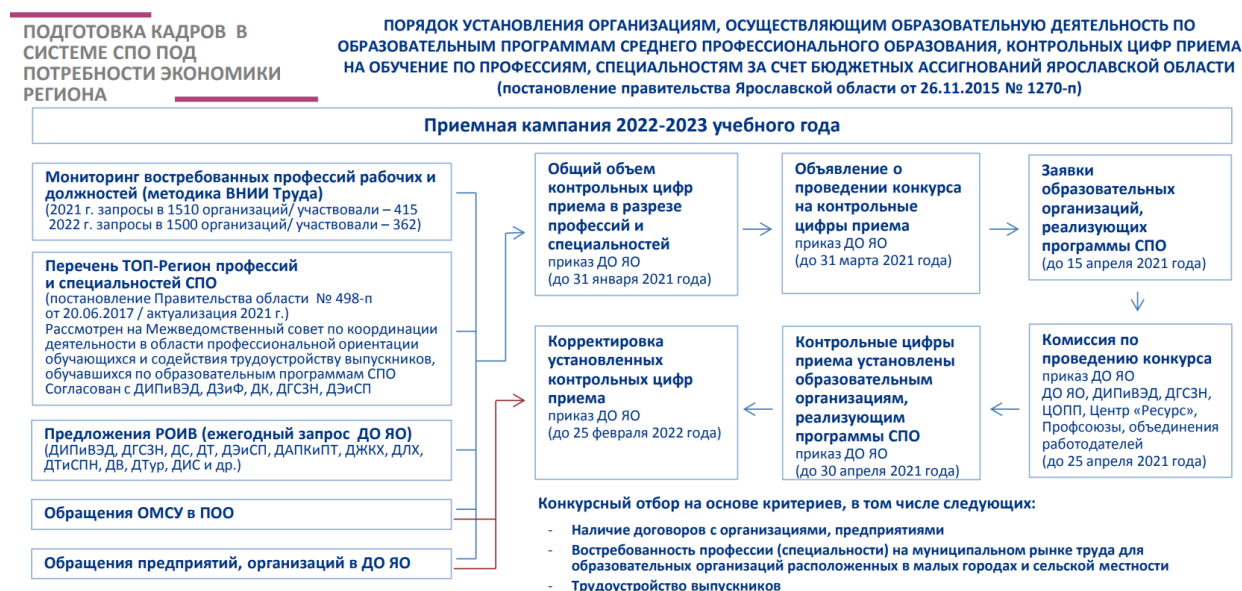 ПОДГОТОВКА КАДРОВ В
СИСТЕМЕ СПО ПОД
ПОТРЕБНОСТИ ЭКОНОМИКИ
РЕГИОНА
ПОРЯДОК УСТАНОВЛЕНИЯ ОРГАНИЗАЦИЯМ, ОСУЩЕСТВЛЯЮЩИМ ОБРАЗОВАТЕЛЬНУЮ ДЕЯТЕЛЬНОСТЬ ПО
ОБРАЗОВАТЕЛЬНЫМ ПРОГРАММАМ СРЕДНЕГО ПРОФЕССИОНАЛЬНОГО ОБРАЗОВАНИЯ, КОНТРОЛЬНЫХ ЦИФР ПРИЕМА
НА ОБУЧЕНИЕ ПО ПРОФЕССИЯМ, СПЕЦИАЛЬНОСТЯМ ЗА СЧЕТ БЮДЖЕТНЫХ АССИГНОВАНИЙ ЯРОСЛАВСКОЙ ОБЛАСТИ
(постановление правительства Ярославской области от 26.11.2015 № 1270-п)
Приемная кампания 2022-2023 учебного года
Мониторинг востребованных профессий рабочих и
должностей (методика ВНИИ Труда)
(2021 г. запросы в 1510 организаций/ участвовали – 415
2022 г. запросы в 1500 организаций/ участвовали – 362)
Перечень ТОП-Регион профессий
и специальностей СПО
(постановление Правительства области № 498-п
от 20.06.2017 / актуализация 2021 г.)
Рассмотрен на Межведомственный совет по координации
деятельности в области профессиональной ориентации
обучающихся и содействия трудоустройству выпускников,
обучавшихся по образовательным программам СПО
Согласован с ДИПиВЭД, ДЗиФ, ДК, ДГСЗН, ДЭиСП
Предложения РОИВ (ежегодный запрос ДО ЯО)
(ДИПиВЭД, ДГСЗН, ДС, ДТ, ДЭиСП, ДАПКиПТ, ДЖКХ, ДЛХ,
ДТиСПН, ДВ, ДТур, ДИС и др.)
Обращения ОМСУ в ПОО
Обращения предприятий, организаций в ДО ЯО
Общий объем
контрольных цифр
приема в разрезе
профессий и
специальностей
приказ ДО ЯО
(до 31 января 2021 года)
Объявление о
проведении конкурса
на контрольные
цифры приема
приказ ДО ЯО
(до 31 марта 2021 года)
Заявки
образовательных
организаций,
реализующих
программы СПО
(до 15 апреля 2021 года)
Корректировка
установленных
контрольных цифр
приема
приказ ДО ЯО
(до 25 февраля 2022 года)
Контрольные цифры
приема установлены
образовательным
организациям,
реализующим
программы СПО
приказ ДО ЯО
(до 30 апреля 2021 года)
Комиссия по
проведению конкурса
приказ ДО ЯО
ДО ЯО, ДИПиВЭД, ДГСЗН,
ЦОПП, Центр «Ресурс»,
Профсоюзы, объединения
работодателей
(до 25 апреля 2021 года)
Конкурсный отбор на основе критериев, в том числе следующих:
- Наличие договоров с организациями, предприятиями
- Востребованность профессии (специальности) на муниципальном рынке труда для
образовательных организаций расположенных в малых городах и сельской местности
- Трудоустройство выпускников